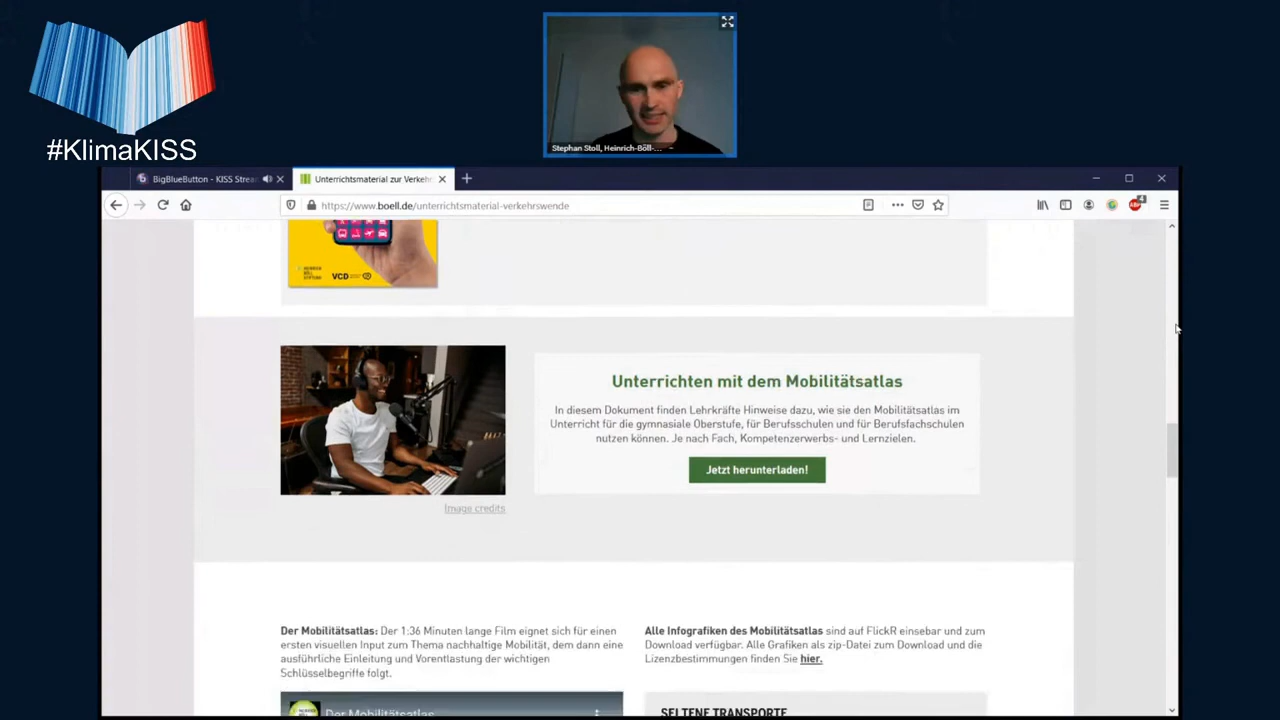 #KlimaKISS
Stephan Stoll, Heinrich-Böll-...
BigBlueButton - KISS Strea
Unterrichtsmaterial zur Verkehr
https://www.boell.de/unterrichtsmaterial-verkehrswende
HEINRICH BÖLL STIFTUNG
VCD
Unterrichten mit dem Mobilitätsatlas
In diesem Dokument finden Lehrkräfte Hinweise dazu, wie sie den Mobilitätsatlas im
Unterricht für die gymnasiale Oberstufe, für Berufsschulen und für Berufsfachschulen
nutzen können. Je nach Fach, Kompetenzerwerbs- und Lernzielen.
Jetzt herunterladen!
Image credits
Der Mobilitätsatlas: Der 1:36 Minuten lange Film eignet sich für einen
ersten visuellen Input zum Thema nachhaltige Mobilität, dem dann eine
ausführliche Einleitung und Vorentlastung der wichtigen
Schlüsselbegriffe folgt.
Alle Infografiken des Mobilitätsatlas sind auf FlickR einsebar und zum
Download verfügbar. Alle Grafiken als zip-Datei zum Download und die
Lizenzbestimmungen finden Sie hier.
Der Mobilitätsatlas
SELTENE TRANSPORTE